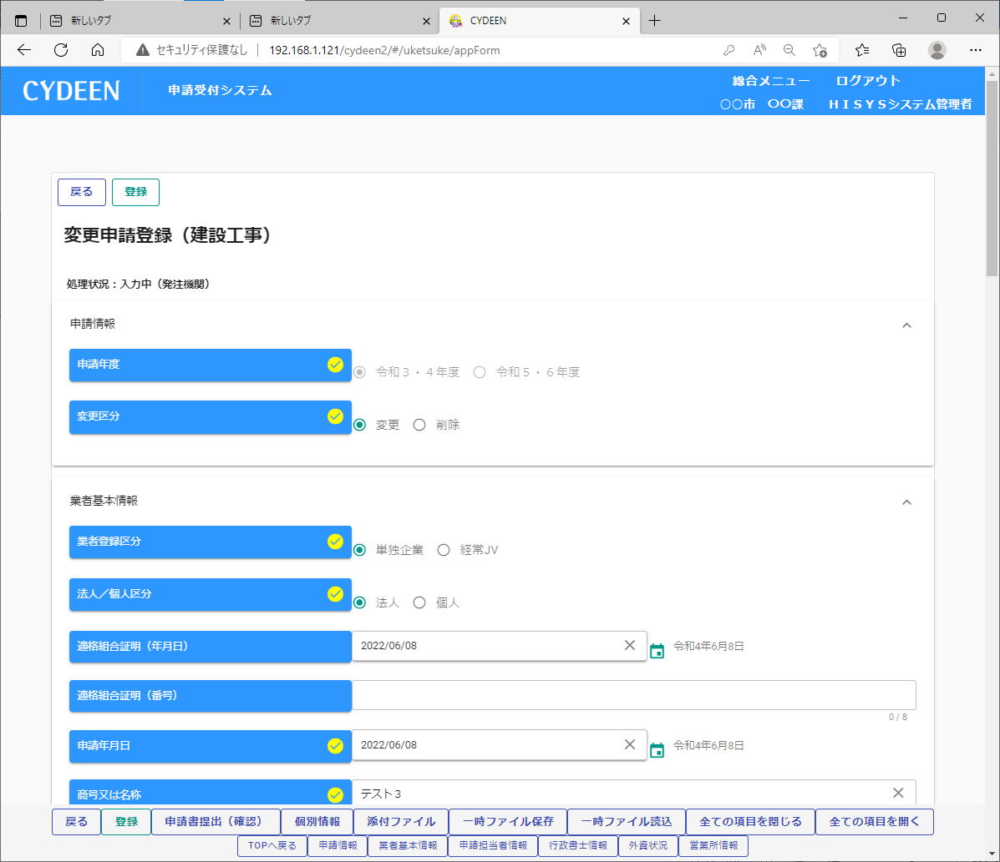 新しいタブ 新しいタブ CYDEEN
セキュリティ保護なし 192.168.1.121/cydeen2/#/uketsuke/appForm
CYDEEN 申請受付システム
総合メニュー ログアウト
○○市 〇〇課 ＨＩＳＹＳシステム管理者
戻る 登録
変更申請登録（建設工事）
処理状況：入力中（発注機関）
申請情報
申請年度 令和３・４年度 令和５・６年度
変更区分 変更 削除
業者基本情報
業者登録区分 単独企業 経常JV
法人／個人区分 法人 個人
適格組合証明（年月日） 2022/06/08 令和4年6月8日
適格組合証明（番号）
0 / 8
申請年月日 2022/06/08 令和4年6月8日
商号又は名称 テスト３
戻る 登録 申請書提出（確認） 個別情報 添付ファイル 一時ファイル保存 一時ファイル読込 全ての項目を閉じる 全ての項目を開く
TOPへ戻る 申請情報 業者基本情報 申請担当者情報 行政書士情報 外資状況 営業所情報